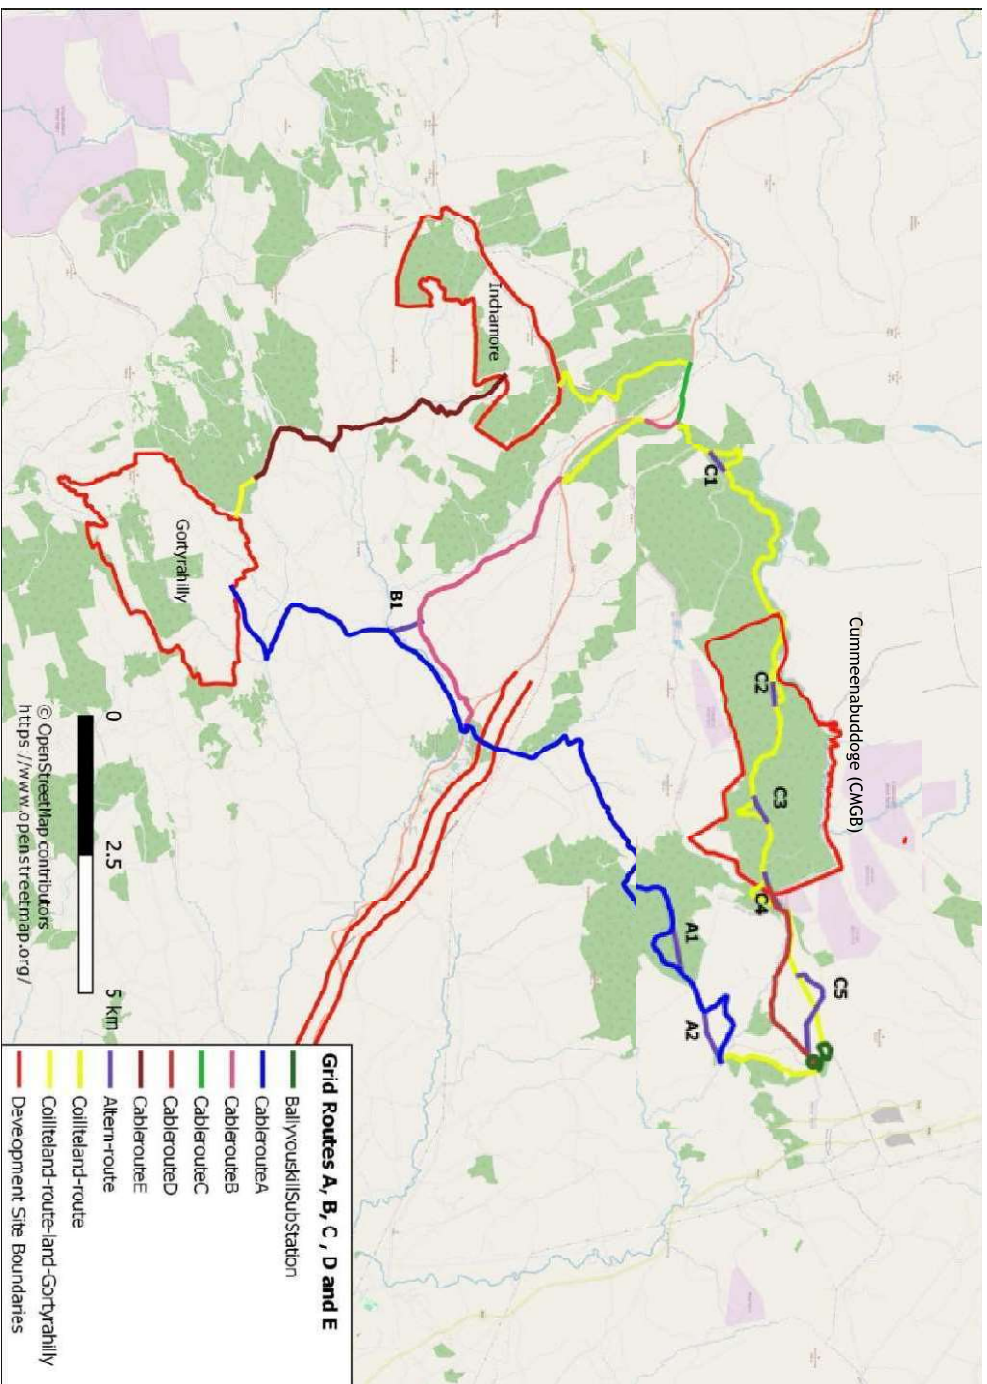 Cummeenabuddoge (CMGB)
C1
C2
C3
C4
C5
Inchamore
A1
A2
B1
Gortyrahilly
0
2.5
5 km
© OpenStreetMap contributors
https://www.openstreetmap.org/
Grid Routes A, B, C , D and E
BallyvouskillSubStation
CablerouteA
CablerouteB
CablerouteC
CablerouteD
CablerouteE
Altern-route
Coillteland-route
Coillteland-route-land-Gortyrahilly
Deveopment Site Boundaries